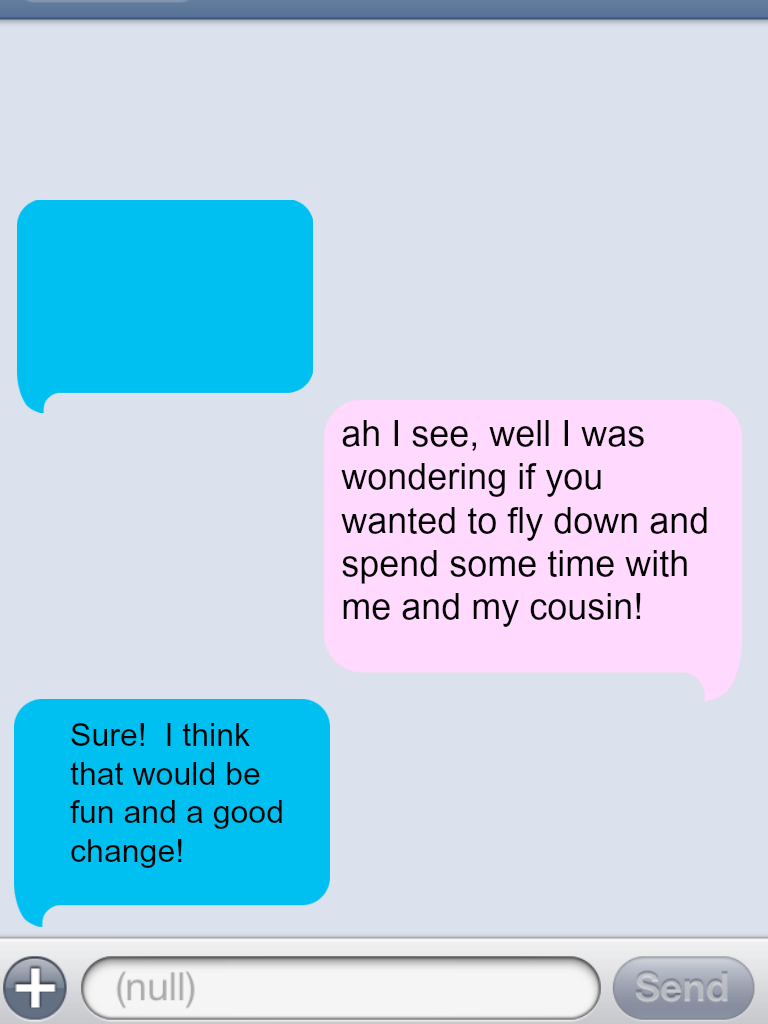 ah I see, well I was
wondering if you
wanted to fly down and
spend some time with
me and my cousin!
Sure!  I think
that would be
fun and a good
change!
(null)
Send